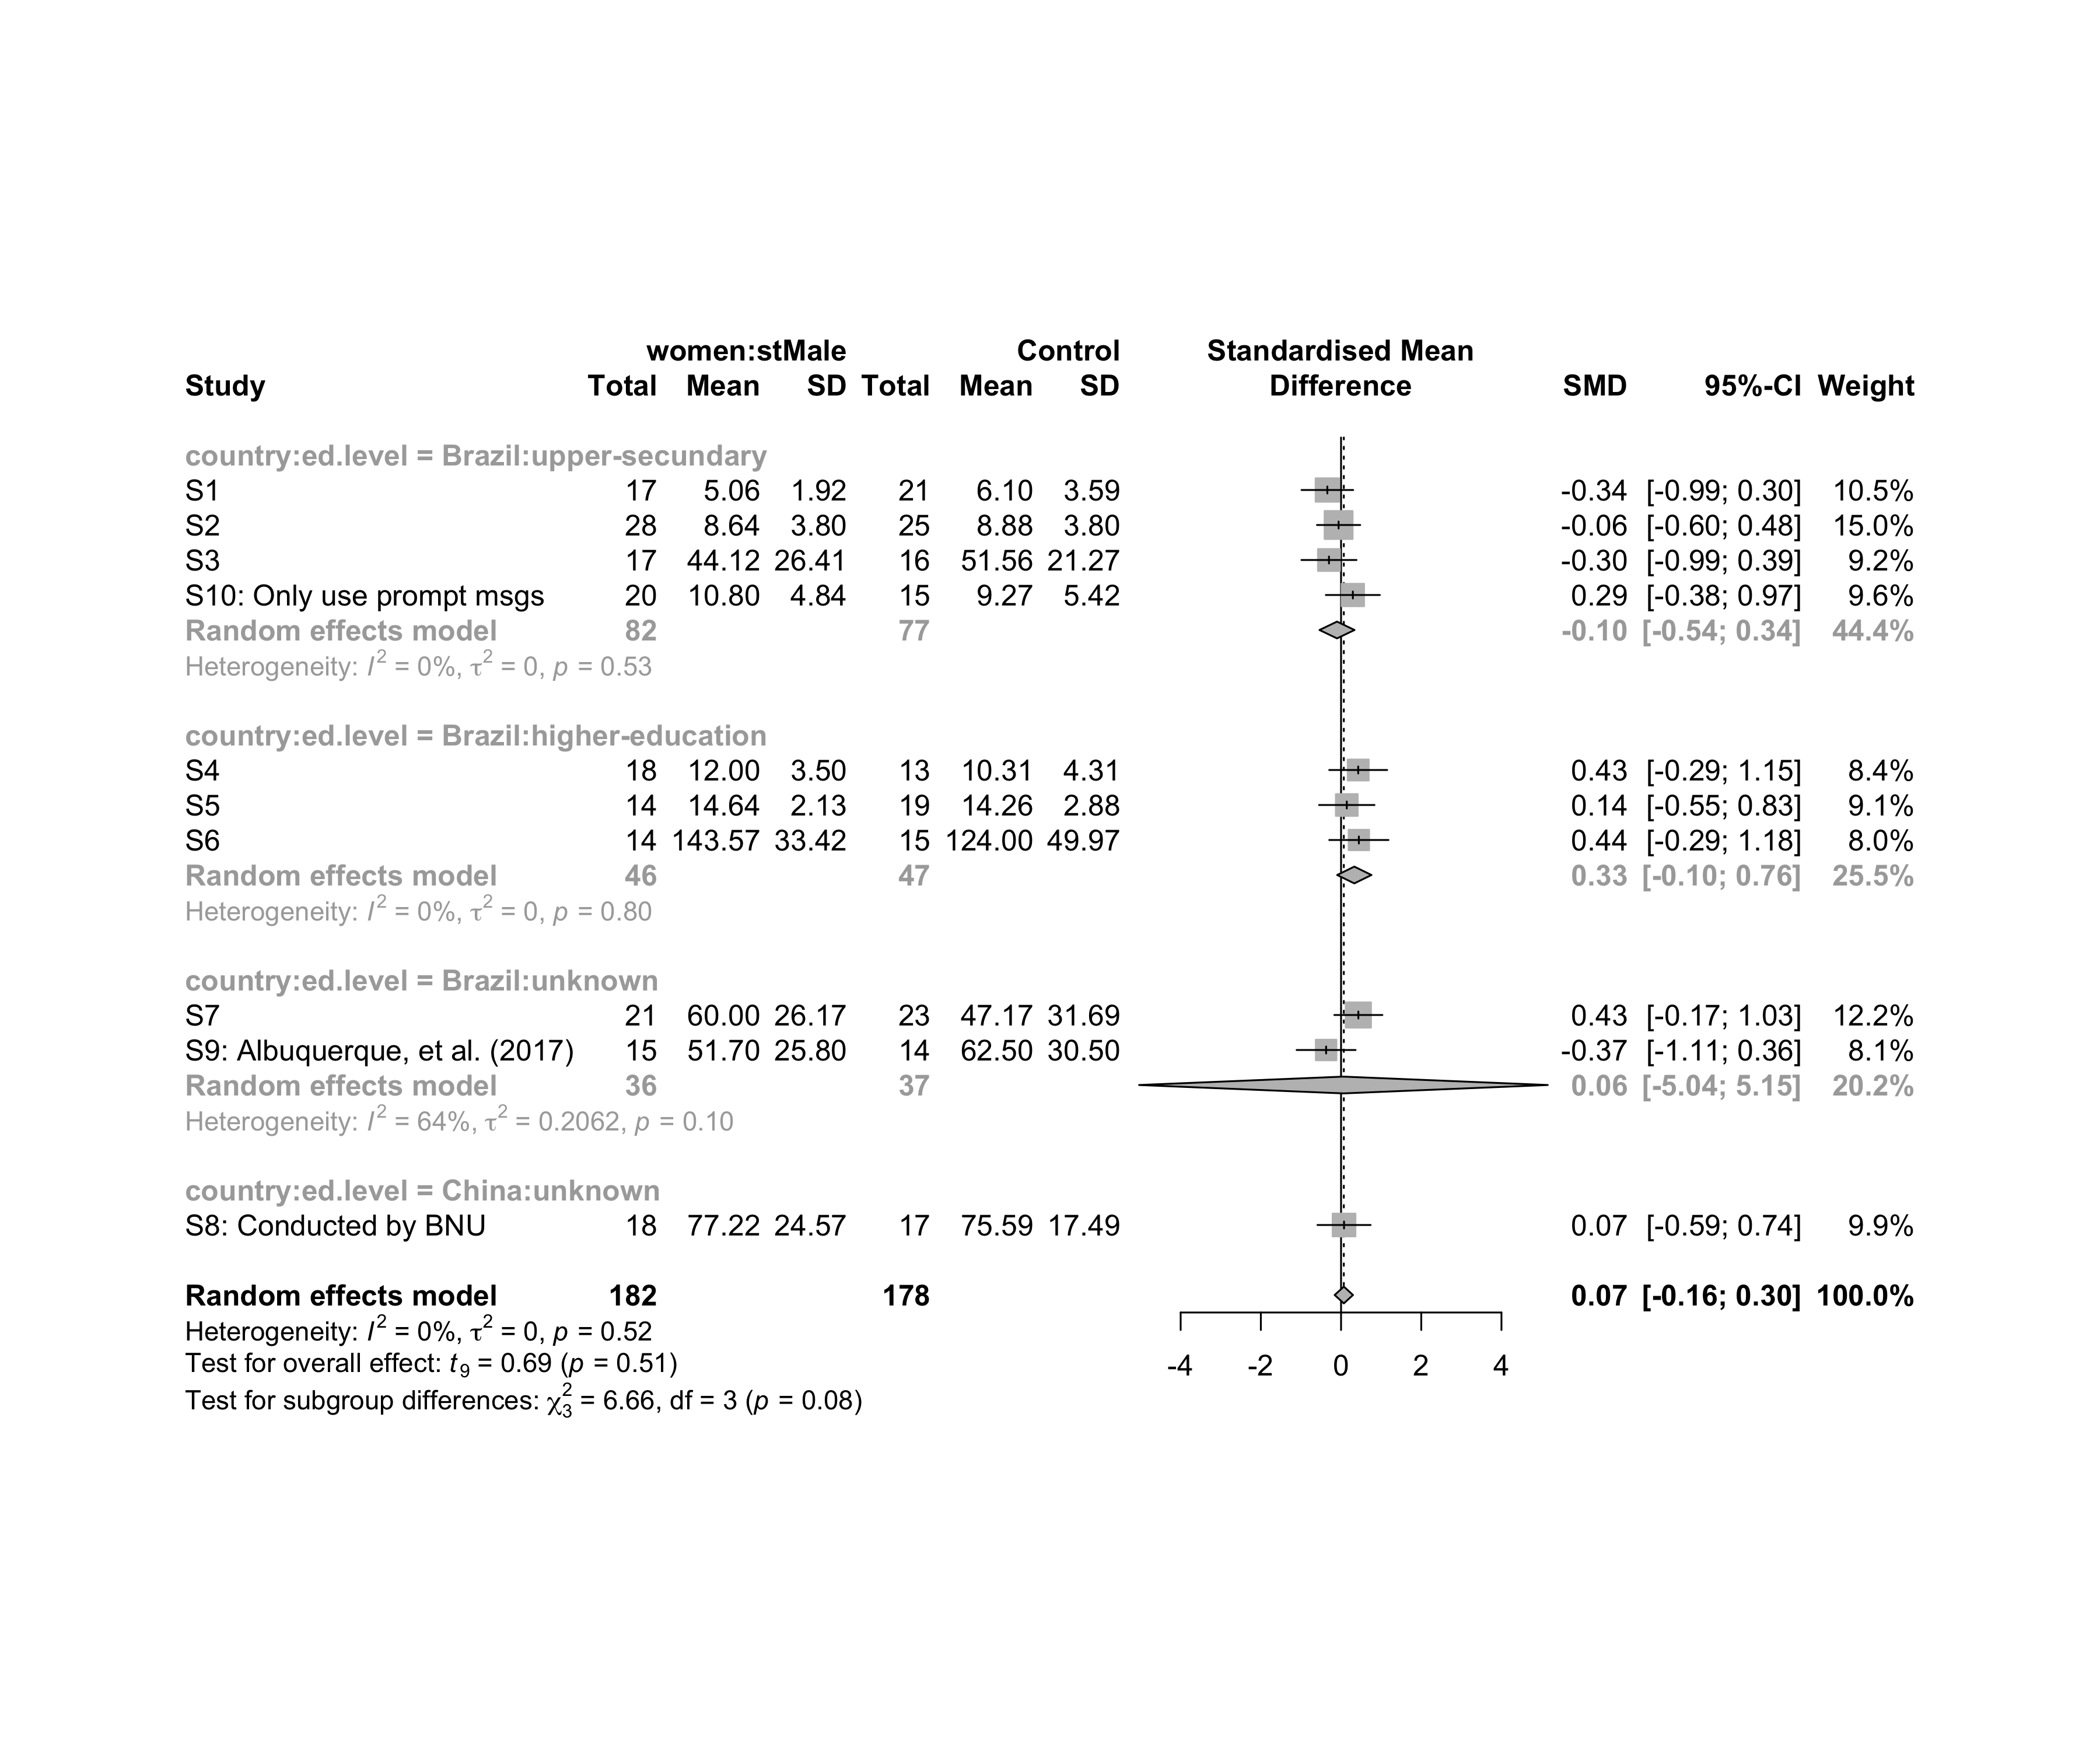 women:stMale Control Standardised Mean
Study Total Mean SD Total Mean SD Difference SMD 95%-CI Weight
country:ed.level = Brazil:upper-secundary
S1 17 5.06 1.92 21 6.10 3.59 -0.34 [-0.99; 0.30] 10.5%
S2 28 8.64 3.80 25 8.88 3.80 -0.06 [-0.60; 0.48] 15.0%
S3 17 44.12 26.41 16 51.56 21.27 -0.30 [-0.99; 0.39] 9.2%
S10: Only use prompt msgs 20 10.80 4.84 15 9.27 5.42 0.29 [-0.38; 0.97] 9.6%
Random effects model 82 77 -0.10 [-0.54; 0.34] 44.4%
Heterogeneity: I² = 0%, τ² = 0, p = 0.53
country:ed.level = Brazil:higher-education
S4 18 12.00 3.50 13 10.31 4.31 0.43 [-0.29; 1.15] 8.4%
S5 14 14.64 2.13 19 14.26 2.88 0.14 [-0.55; 0.83] 9.1%
S6 14 143.57 33.42 15 124.00 49.97 0.44 [-0.29; 1.18] 8.0%
Random effects model 46 47 0.33 [-0.10; 0.76] 25.5%
Heterogeneity: I² = 0%, τ² = 0, p = 0.80
country:ed.level = Brazil:unknown
S7 21 60.00 26.17 23 47.17 31.69 0.43 [-0.17; 1.03] 12.2%
S9: Albuquerque, et al. (2017) 15 51.70 25.80 14 62.50 30.50 -0.37 [-1.11; 0.36] 8.1%
Random effects model 36 37 0.06 [-5.04; 5.15] 20.2%
Heterogeneity: I² = 64%, τ² = 0.2062, p = 0.10
country:ed.level = China:unknown
S8: Conducted by BNU 18 77.22 24.57 17 75.59 17.49 0.07 [-0.59; 0.74] 9.9%
Random effects model 182 178 0.07 [-0.16; 0.30] 100.0%
Heterogeneity: I² = 0%, τ² = 0, p = 0.52
Test for overall effect: t₉ = 0.69 (p = 0.51)
-4 -2 0 2 4
Test for subgroup differences: χ²₃ = 6.66, df = 3 (p = 0.08)